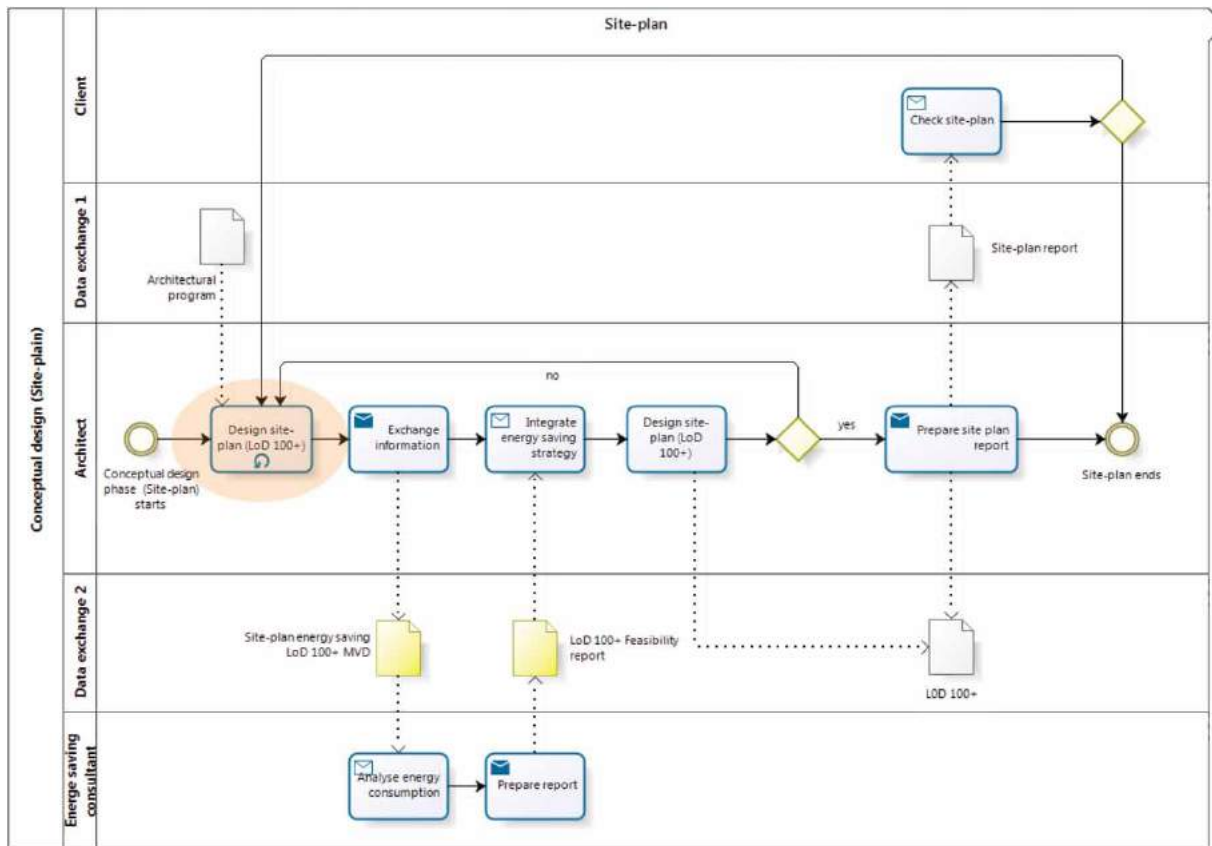 Site-plan
Conceptual design (Site-plain)
Client
Check site-plan
Data exchange 1
Architectural
program
Site-plan report
Architect
no
Conceptual design
phase (Site-plan)
starts
Design site-
plan (LoD 100+)
Exchange
information
Integrate
energy saving
strategy
Design site-
plan (LoD
100+)
yes
Prepare site plan
report
Site-plan ends
Data exchange 2
Site-plan energy saving
LoD 100+ MVD
LoD 100+ Feasibility
report
L0D 100+
Energe saving
consultant
Analyse energy
consumption
Prepare report